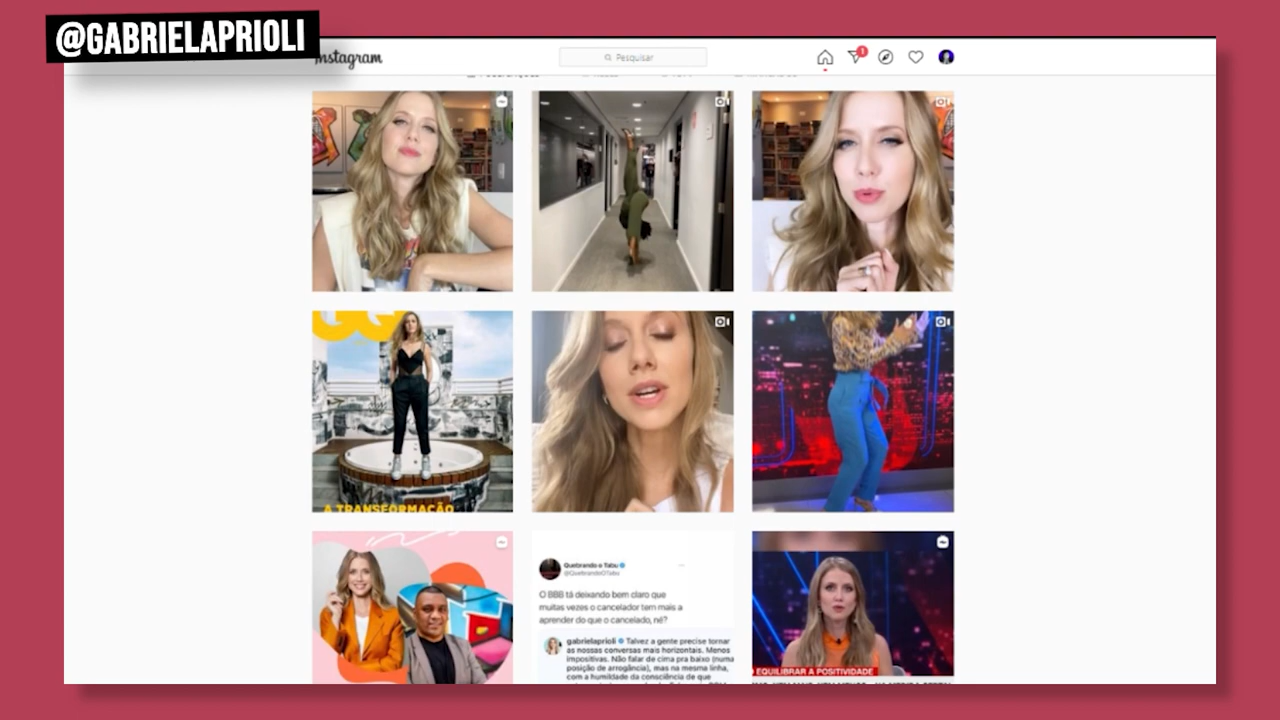 @GABRIELAPRIOLI
Instagram
Pesquisar
1
GQ
A TRANSFORMAÇÃO
Quebrando o Tabu
@QuebrandoOTabu
O BBB tá deixando bem claro que
muitas vezes o cancelador tem mais a
aprender do que o cancelado, né?
gabrielaprioli Talvez a gente precise tornar
as nossas conversas mais horizontais. Menos
impositivas. Não falar de cima pra baixo (numa
posição de arrogância), mas na mesma linha,
com a humildade da consciência de que
O EQUILIBRAR A POSITIVIDADE